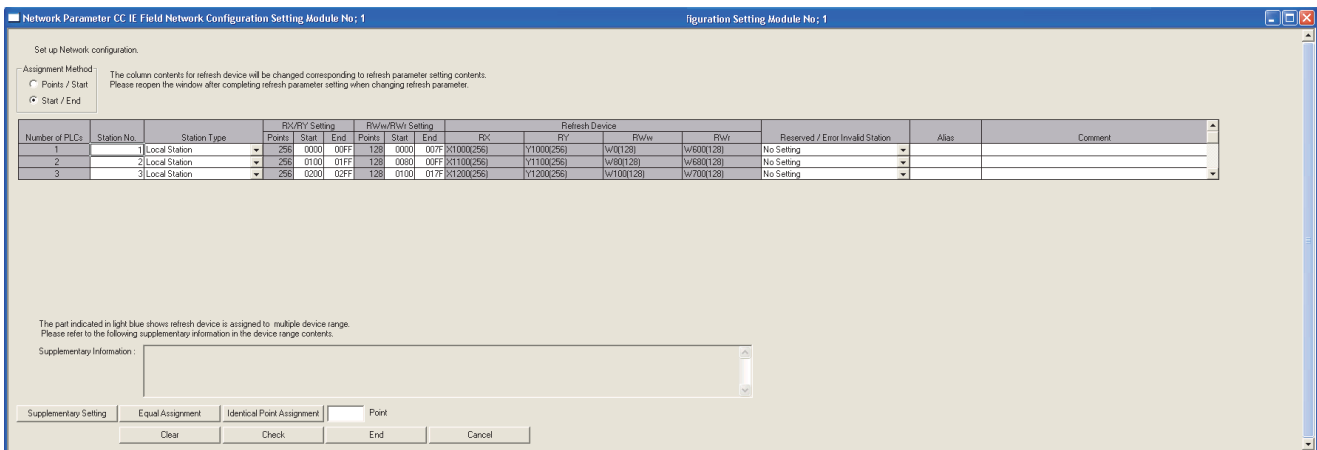 Network Parameter CC IE Field Network Configuration Setting Module No; 1 figuration Setting Module No; 1
Set up Network configuration.
Assignment Method
The column contents for refresh device will be changed corresponding to refresh parameter setting contents.
Points / Start
Please reopen the window after completing refresh parameter setting when changing refresh parameter.
Start / End
RX/RY Setting RWw/RWr Setting Refresh Device
Number of PLCs Station No. Station Type Points Start End Points Start End RX RY RWw RWr Reserved / Error Invalid Station Alias Comment
1 1 Local Station 256 0000 00FF 128 0000 007F X1000(256) Y1000(256) W0(128) W600(128) No Setting
2 2 Local Station 256 0100 01FF 128 0080 00FF X1100(256) Y1100(256) W80(128) W680(128) No Setting
3 3 Local Station 256 0200 02FF 128 0100 017F X1200(256) Y1200(256) W100(128) W700(128) No Setting
The part indicated in light blue shows refresh device is assigned to multiple device range.
Please refer to the following supplementary information in the device range contents.
Supplementary Information :
Supplementary Setting Equal Assignment Identical Point Assignment Point
Clear Check End Cancel